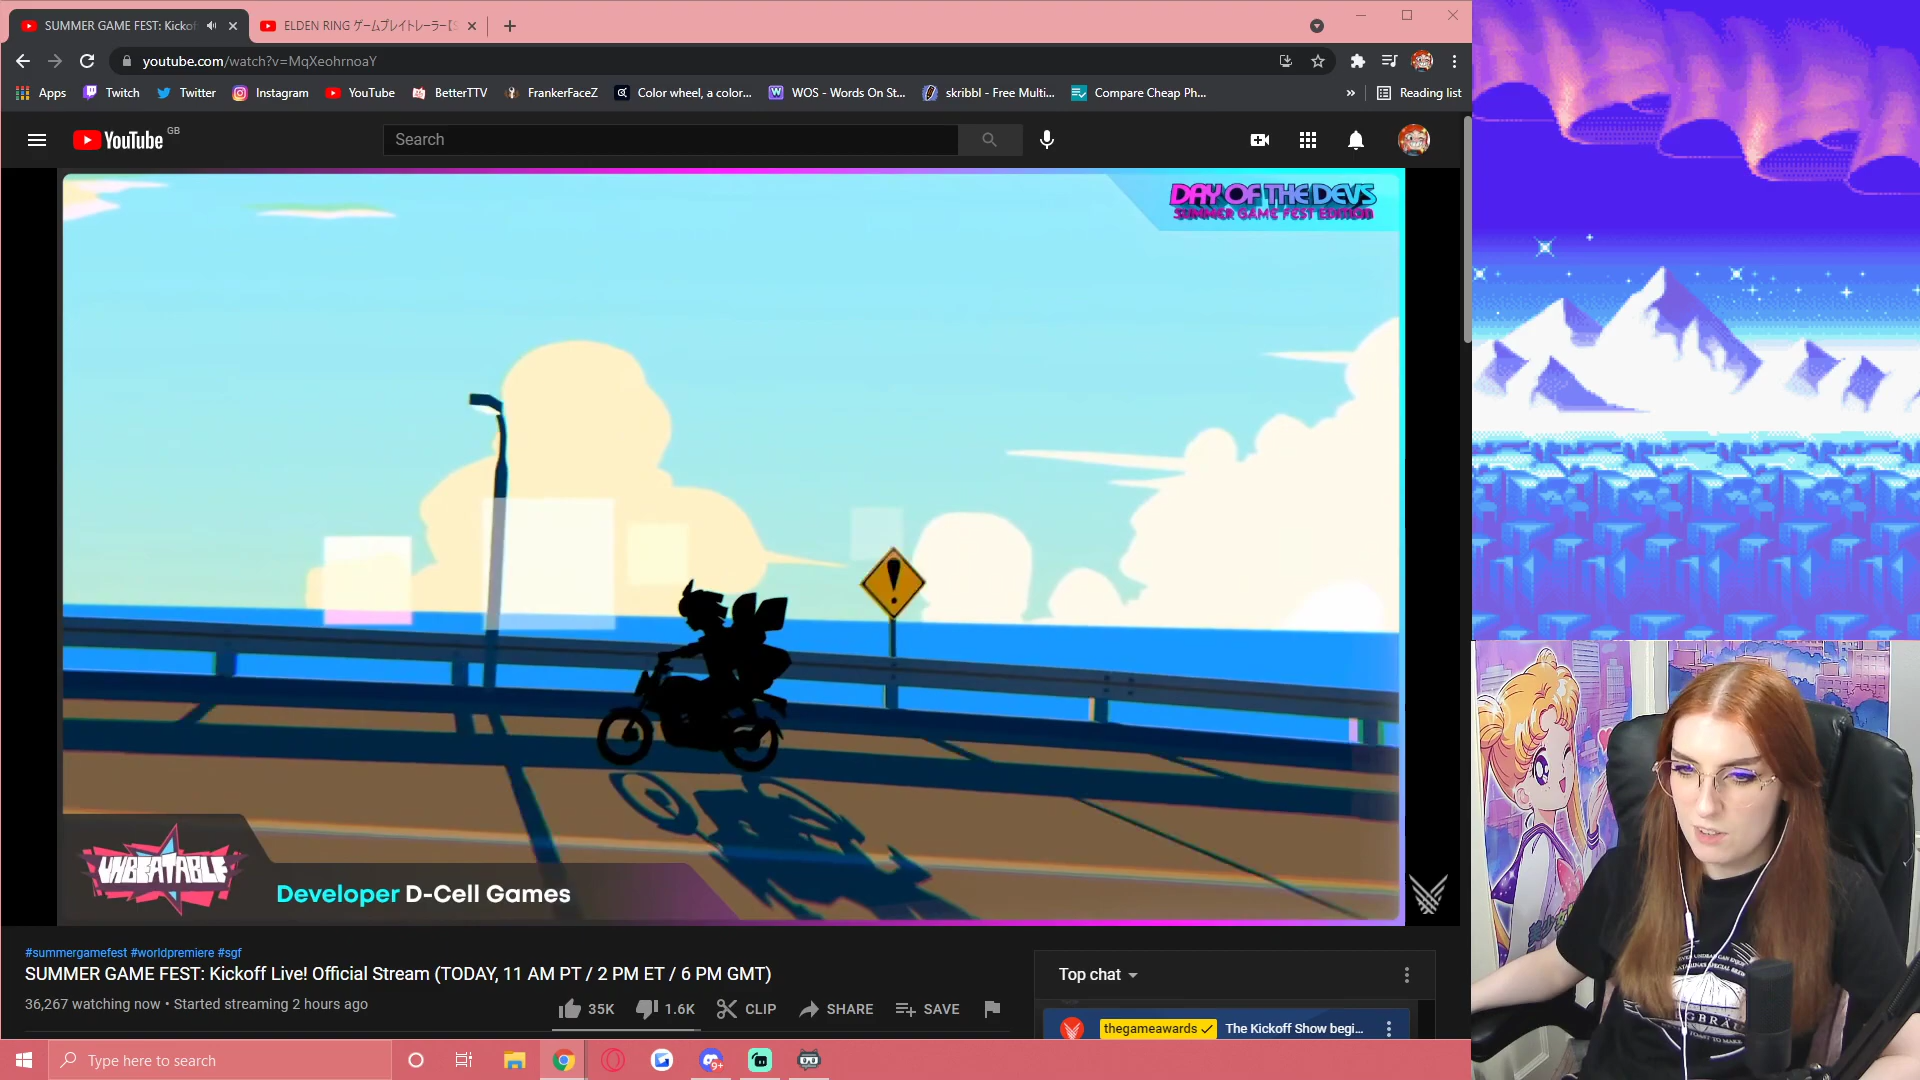 SUMMER GAME FEST: Kickof
ELDEN RING ゲームプレイトレーラー【S
youtube.com/watch?v=MqXeohrnoaY
Apps
Twitch
Twitter
Instagram
YouTube
BetterTTV
FrankerFaceZ
Color wheel, a color...
WOS - Words On St...
skribbl - Free Multi...
Compare Cheap Ph...
»
Reading list
YouTube GB
Search
DAY OF THE DEVS
SUMMER GAME FEST EDITION
!
UNBEATABLE
Developer D-Cell Games
#summergamefest #worldpremiere #sgf
SUMMER GAME FEST: Kickoff Live! Official Stream (TODAY, 11 AM PT / 2 PM ET / 6 PM GMT)
36,267 watching now • Started streaming 2 hours ago
35K
1.6K
CLIP
SHARE
SAVE
Top chat
thegameawards
The Kickoff Show begi...
Type here to search
9+